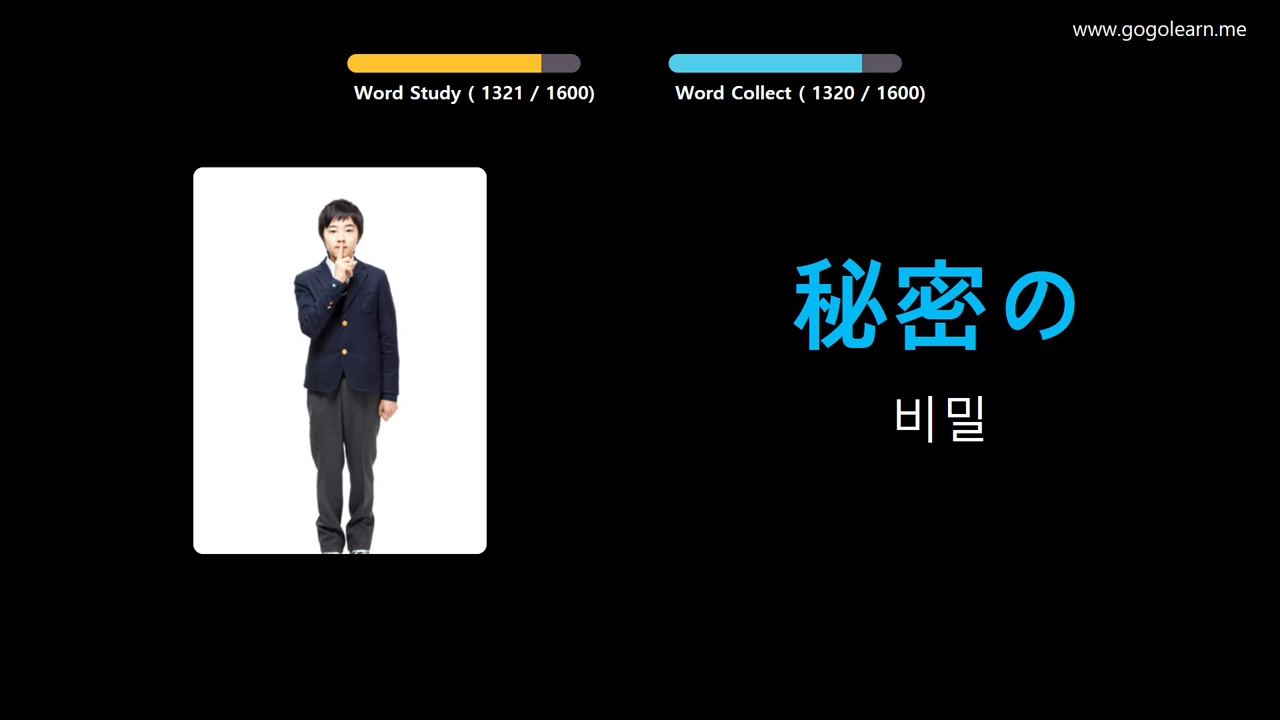 www.gogolearn.me
Word Study ( 1321 / 1600)
Word Collect ( 1320 / 1600)
秘密の
비밀